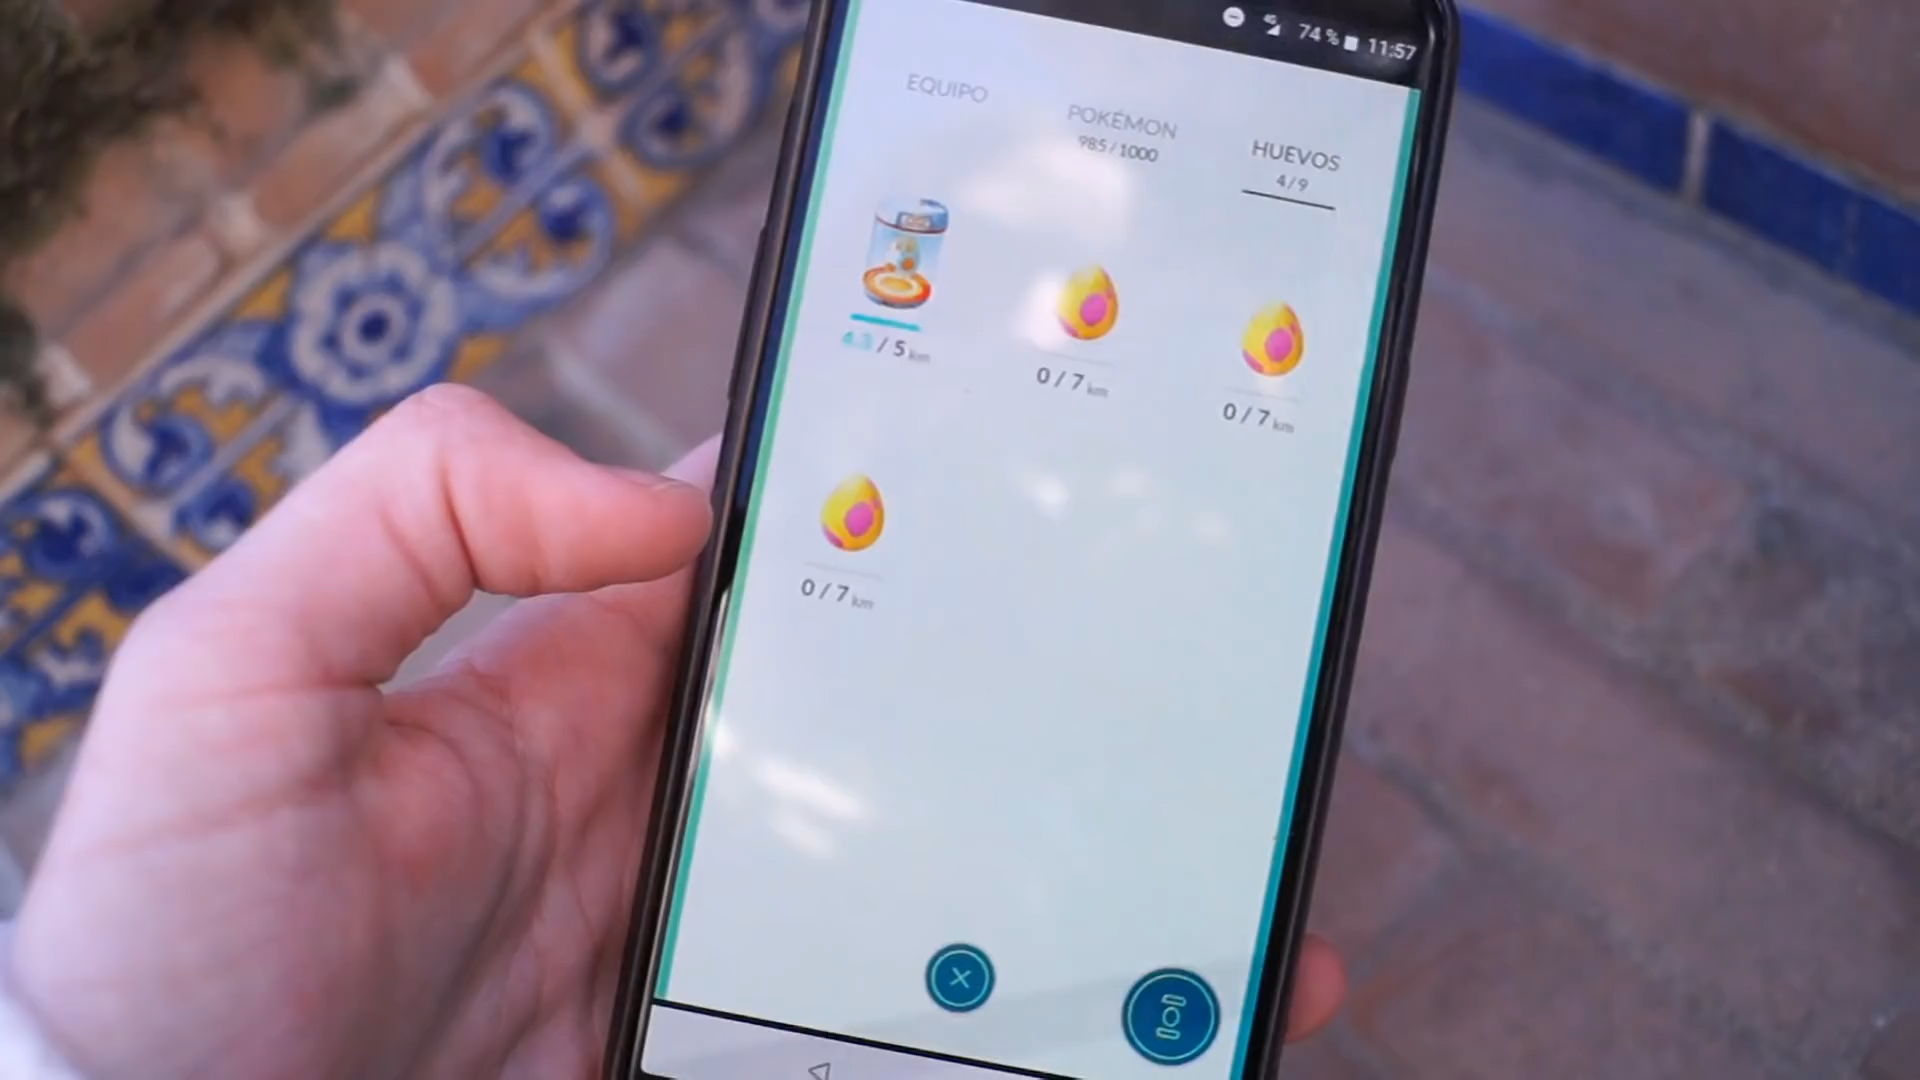 74 % 11:57
EQUIPO
POKÉMON
985/1000
HUEVOS
4/9
/ 5 km
0 / 7 km
0 / 7 km
0 / 7 km